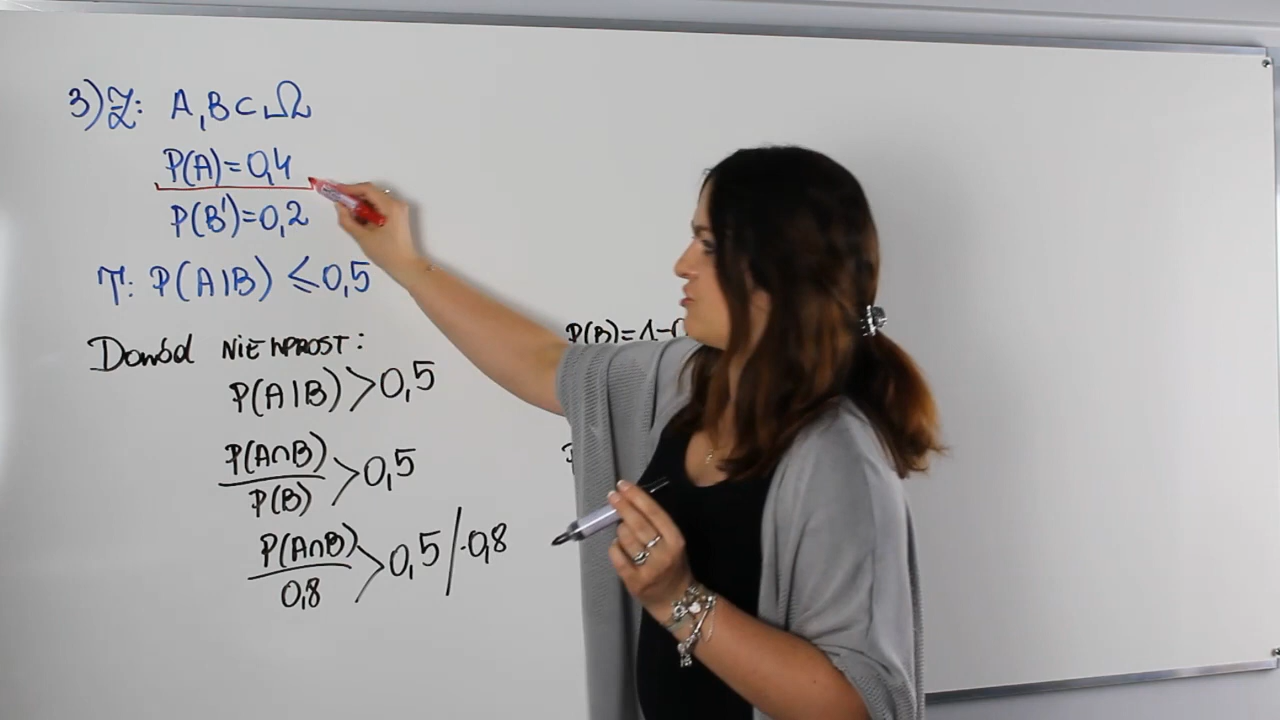 3) Z: A,B⊂Ω
P(A)=0,4
P(B')=0,2
T: P(A|B) ≤0,5
Dowód NIE WPROST:
P(A|B)>0,5
P(A∩B)/P(B)>0,5
P(A∩B)/0,8>0,5 /·0,8
P(B)=1-